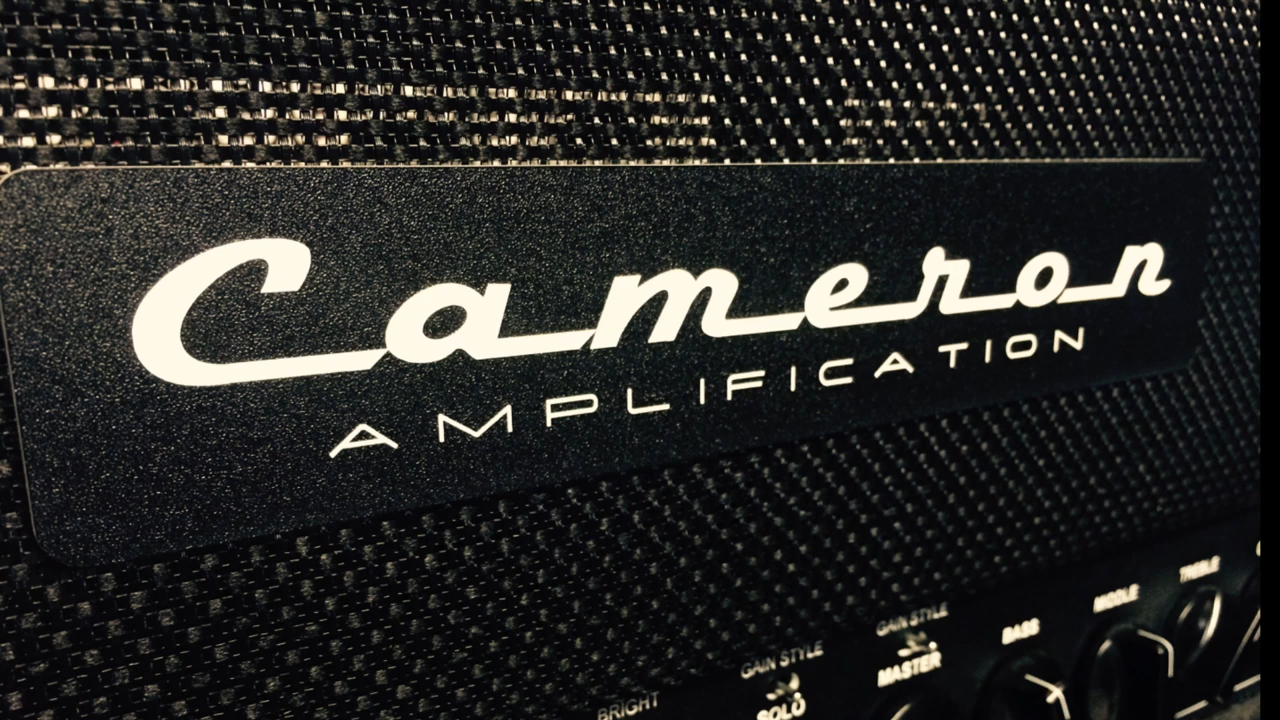 Cameron
AMPLIFICATION
GAIN STYLE
GAIN STYLE
BRIGHT
SOLO
MASTER
BASS
MIDDLE
TREBLE